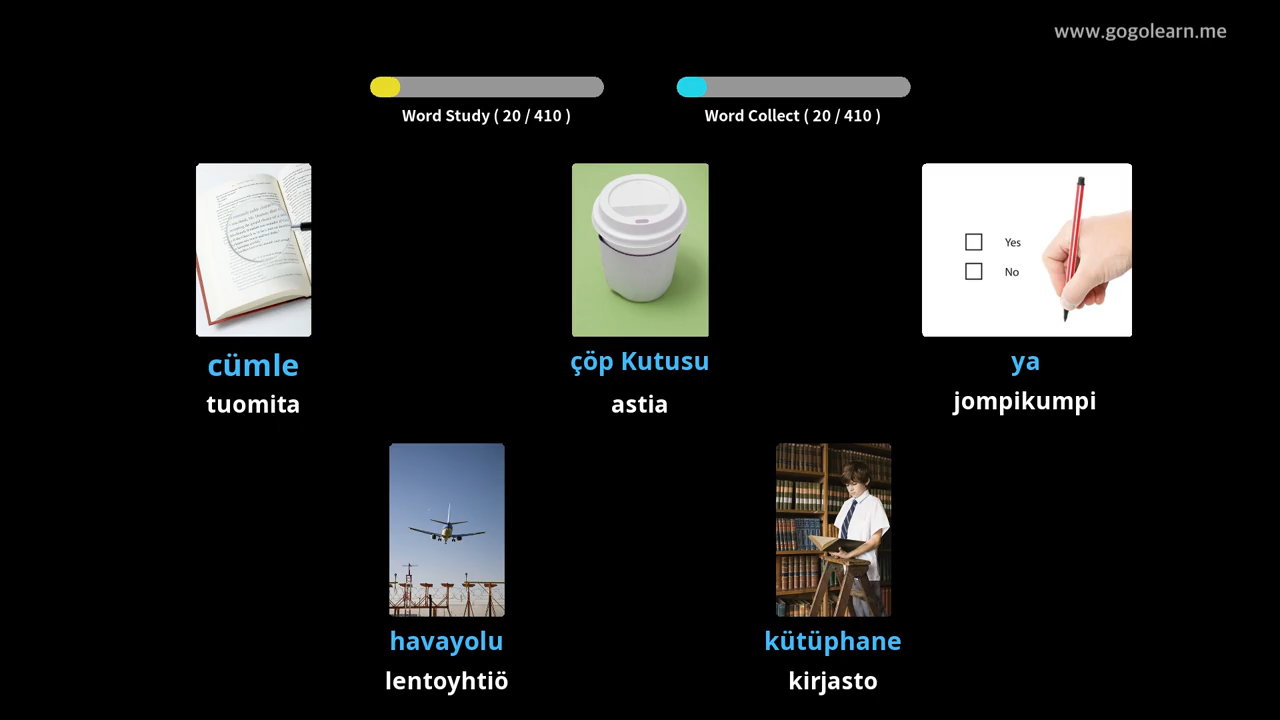 www.gogolearn.me
Word Study ( 20 / 410 )
Word Collect ( 20 / 410 )
Yes
No
cümle
tuomita
çöp Kutusu
astia
ya
jompikumpi
havayolu
lentoyhtiö
kütüphane
kirjasto